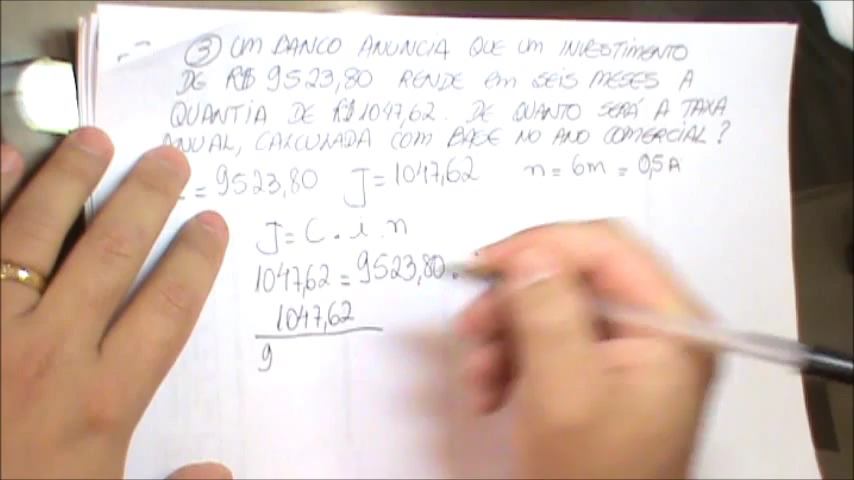 ③ UM BANCO ANUNCIA QUE UM INVESTIMENTO
DE R$ 9523,80 RENDE EM SEIS MESES A
QUANTIA DE R$ 1047,62. DE QUANTO SERÁ A TAXA
ANUAL, CALCULADA COM BASE NO ANO COMERCIAL?
= 9523,80 J = 1047,62 n = 6m = 0,5A
J = C . i . n
1047,62 = 9523,80 .
1047,62
9